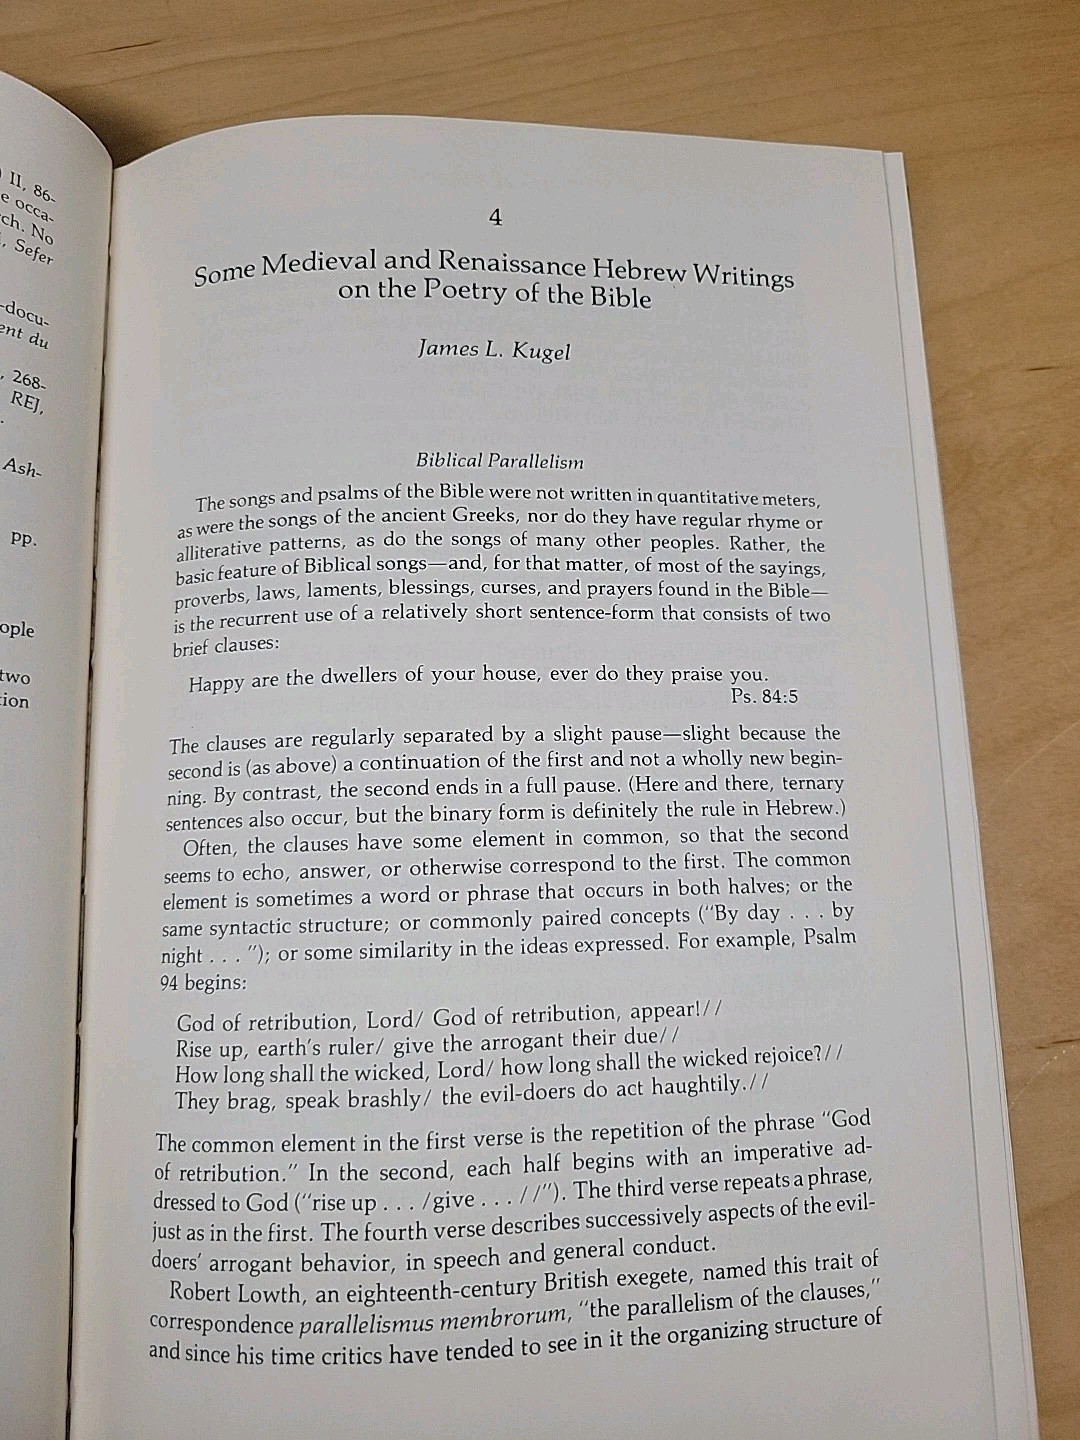 II, 86-
e occa-
ch. No
, Sefer
-docu-
ent du
, 268-
REJ,
Ash-
pp.
ople
two
tion
4
Some Medieval and Renaissance Hebrew Writings
on the Poetry of the Bible
James L. Kugel
Biblical Parallelism
The songs and psalms of the Bible were not written in quantitative meters,
as were the songs of the ancient Greeks, nor do they have regular rhyme or
alliterative patterns, as do the songs of many other peoples. Rather, the
basic feature of Biblical songs—and, for that matter, of most of the sayings,
proverbs, laws, laments, blessings, curses, and prayers found in the Bible—
is the recurrent use of a relatively short sentence-form that consists of two
brief clauses:
Happy are the dwellers of your house, ever do they praise you.
Ps. 84:5
The clauses are regularly separated by a slight pause—slight because the
second is (as above) a continuation of the first and not a wholly new begin-
ning. By contrast, the second ends in a full pause. (Here and there, ternary
sentences also occur, but the binary form is definitely the rule in Hebrew.)
Often, the clauses have some element in common, so that the second
seems to echo, answer, or otherwise correspond to the first. The common
element is sometimes a word or phrase that occurs in both halves; or the
same syntactic structure; or commonly paired concepts ("By day . . . by
night . . . "); or some similarity in the ideas expressed. For example, Psalm
94 begins:
God of retribution, Lord/ God of retribution, appear!//
Rise up, earth's ruler/ give the arrogant their due//
How long shall the wicked, Lord/ how long shall the wicked rejoice?//
They brag, speak brashly/ the evil-doers do act haughtily.//
The common element in the first verse is the repetition of the phrase "God
of retribution." In the second, each half begins with an imperative ad-
dressed to God ("rise up . . . /give . . . //"). The third verse repeats a phrase,
just as in the first. The fourth verse describes successively aspects of the evil-
doers' arrogant behavior, in speech and general conduct.
Robert Lowth, an eighteenth-century British exegete, named this trait of
correspondence parallelismus membrorum, "the parallelism of the clauses,"
and since his time critics have tended to see in it the organizing structure of